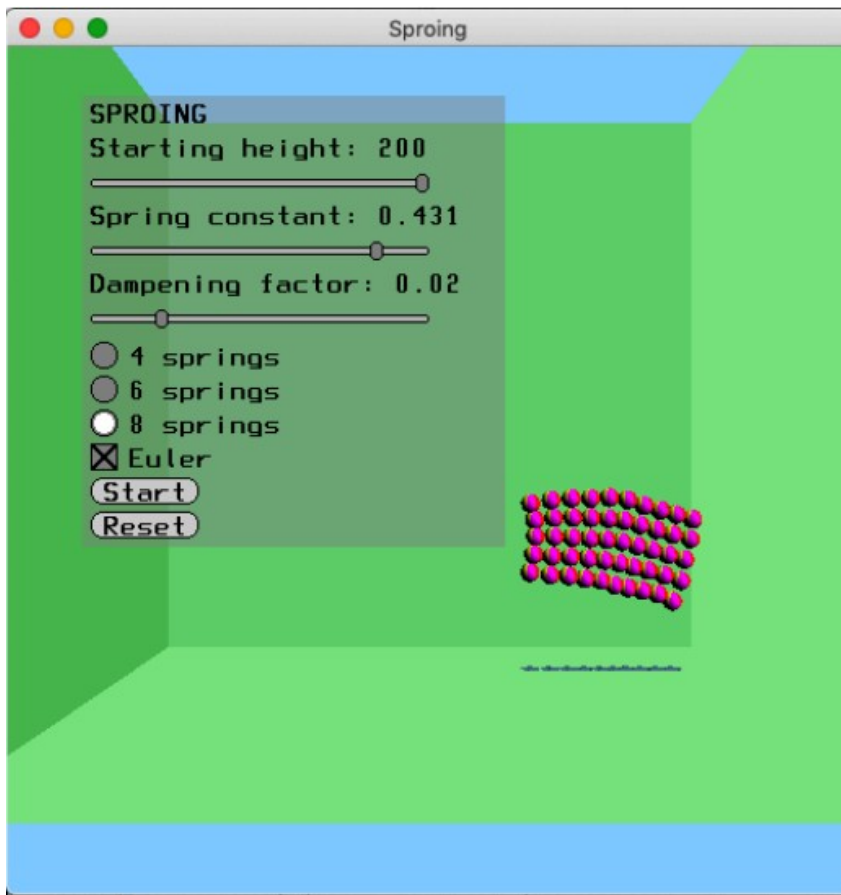 Sproing
SPROING
Starting height: 200
Spring constant: 0.431
Dampening factor: 0.02
4 springs
6 springs
8 springs
Euler
Start
Reset